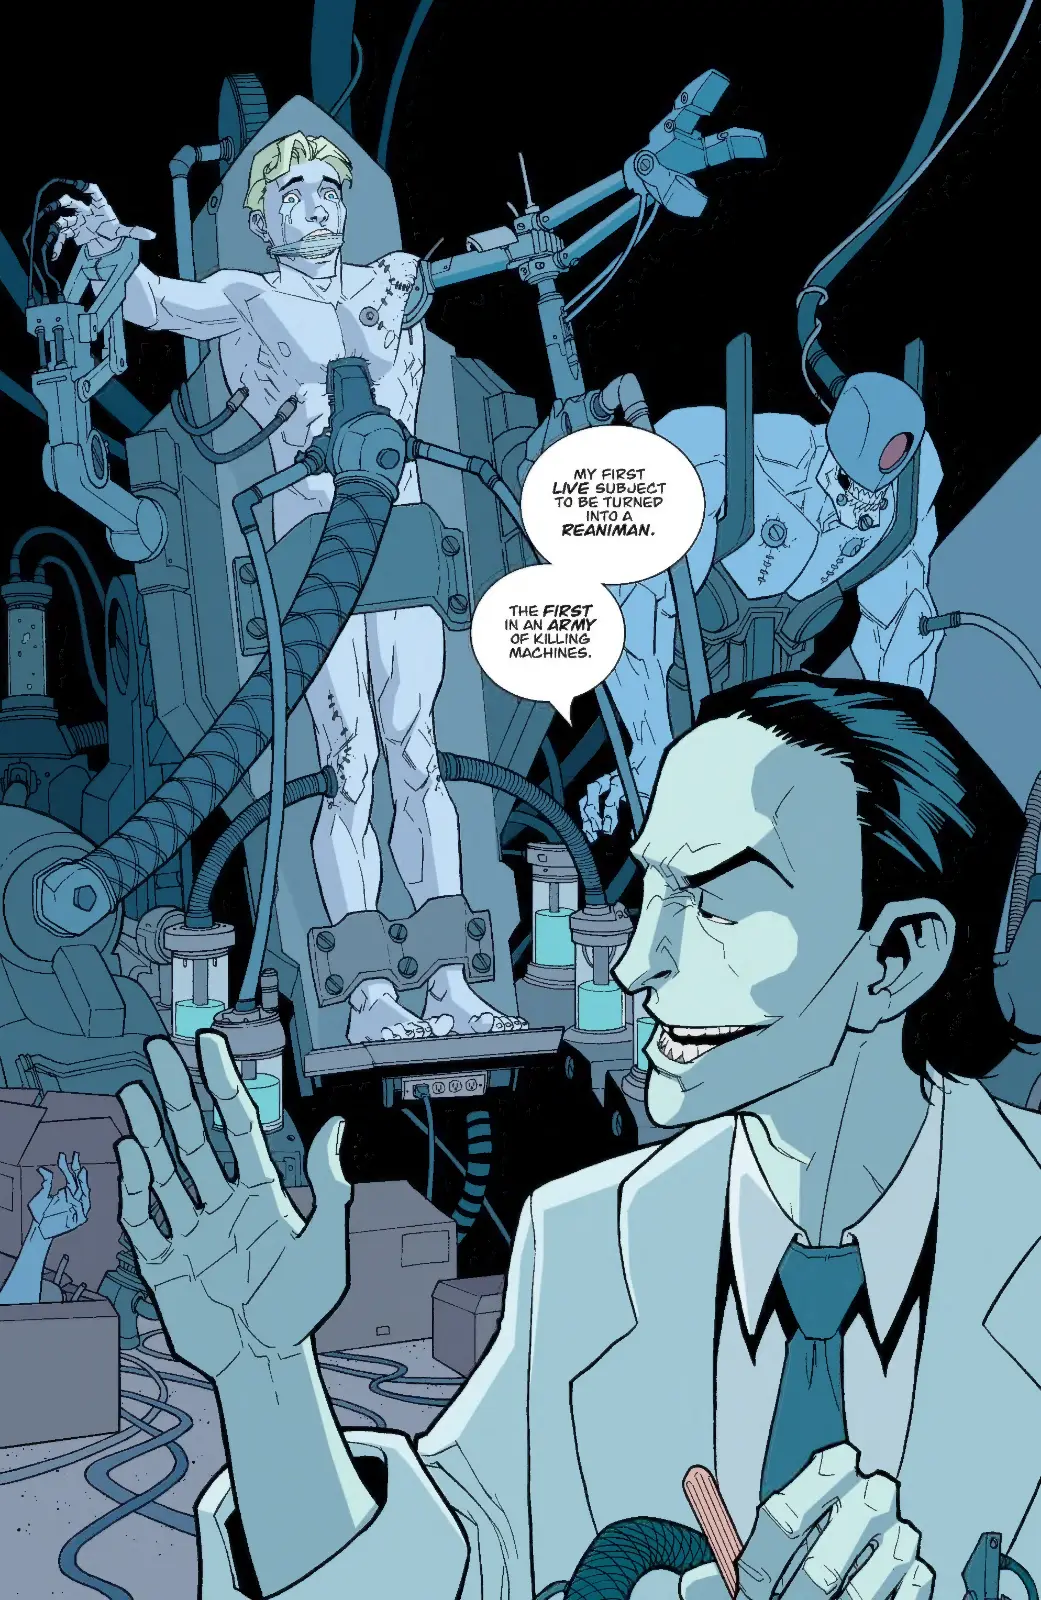 MY FIRST
LIVE SUBJECT
TO BE TURNED
INTO A
REANIMAN.
THE FIRST
IN AN ARMY
OF KILLING
MACHINES.